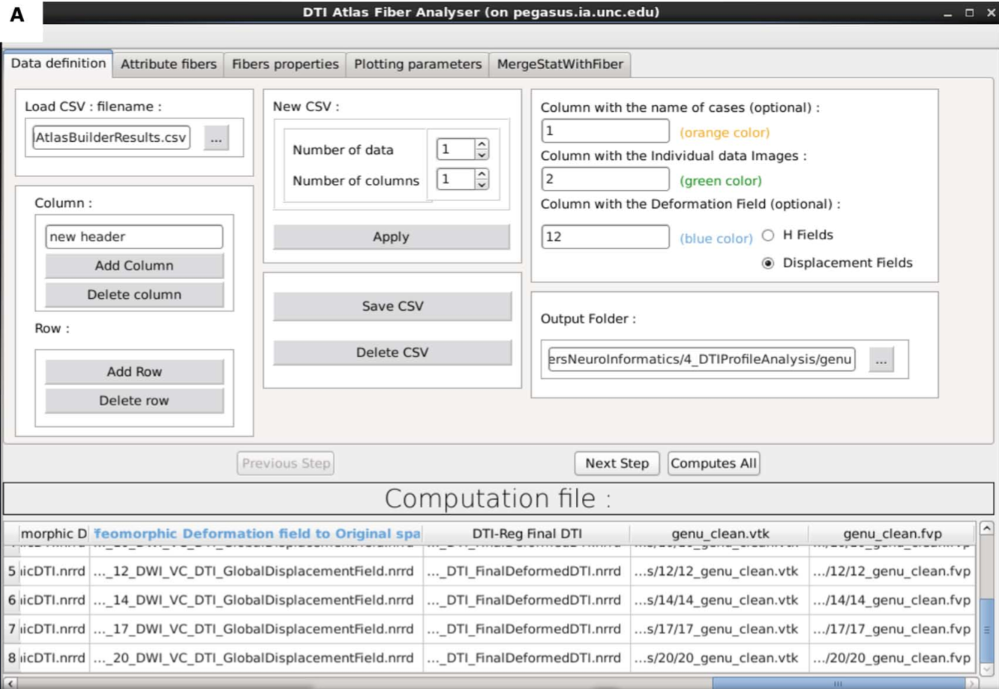 A
DTI Atlas Fiber Analyser (on pegasus.ia.unc.edu)
Data definition Attribute fibers Fibers properties Plotting parameters MergeStatWithFiber
Load CSV : filename :
lAtlasBuilderResults.csv ...
Column :
new header
Add Column
Delete column
Row :
Add Row
Delete row
New CSV :
Number of data 1
Number of columns 1
Apply
Save CSV
Delete CSV
Column with the name of cases (optional) :
1 (orange color)
Column with the Individual data Images :
2 (green color)
Column with the Deformation Field (optional) :
12 (blue color) H Fields
Displacement Fields
Output Folder :
ersNeuroInformatics/4_DTIProfileAnalysis/genu ...
Previous Step Next Step Computes All
Computation file :
morphic D feomorphic Deformation field to Original spa DTI-Reg Final DTI genu_clean.vtk genu_clean.fvp
5 icDTI.nrrd ..._12_DWI_VC_DTI_GlobalDisplacementField.nrrd ..._DTI_FinalDeformedDTI.nrrd ...s/12/12_genu_clean.vtk .../12/12_genu_clean.fvp
6 icDTI.nrrd ..._14_DWI_VC_DTI_GlobalDisplacementField.nrrd ..._DTI_FinalDeformedDTI.nrrd ...s/14/14_genu_clean.vtk .../14/14_genu_clean.fvp
7 icDTI.nrrd ..._17_DWI_VC_DTI_GlobalDisplacementField.nrrd ..._DTI_FinalDeformedDTI.nrrd ...s/17/17_genu_clean.vtk .../17/17_genu_clean.fvp
8 icDTI.nrrd ..._20_DWI_VC_DTI_GlobalDisplacementField.nrrd ..._DTI_FinalDeformedDTI.nrrd ...s/20/20_genu_clean.vtk .../20/20_genu_clean.fvp